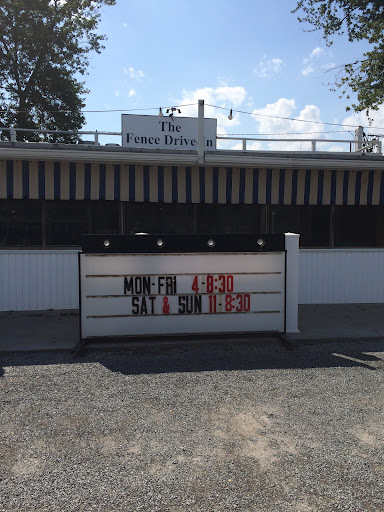 The
Fence Drive-In
MON-FRI 4-8:30
SAT & SUN 11-8:30